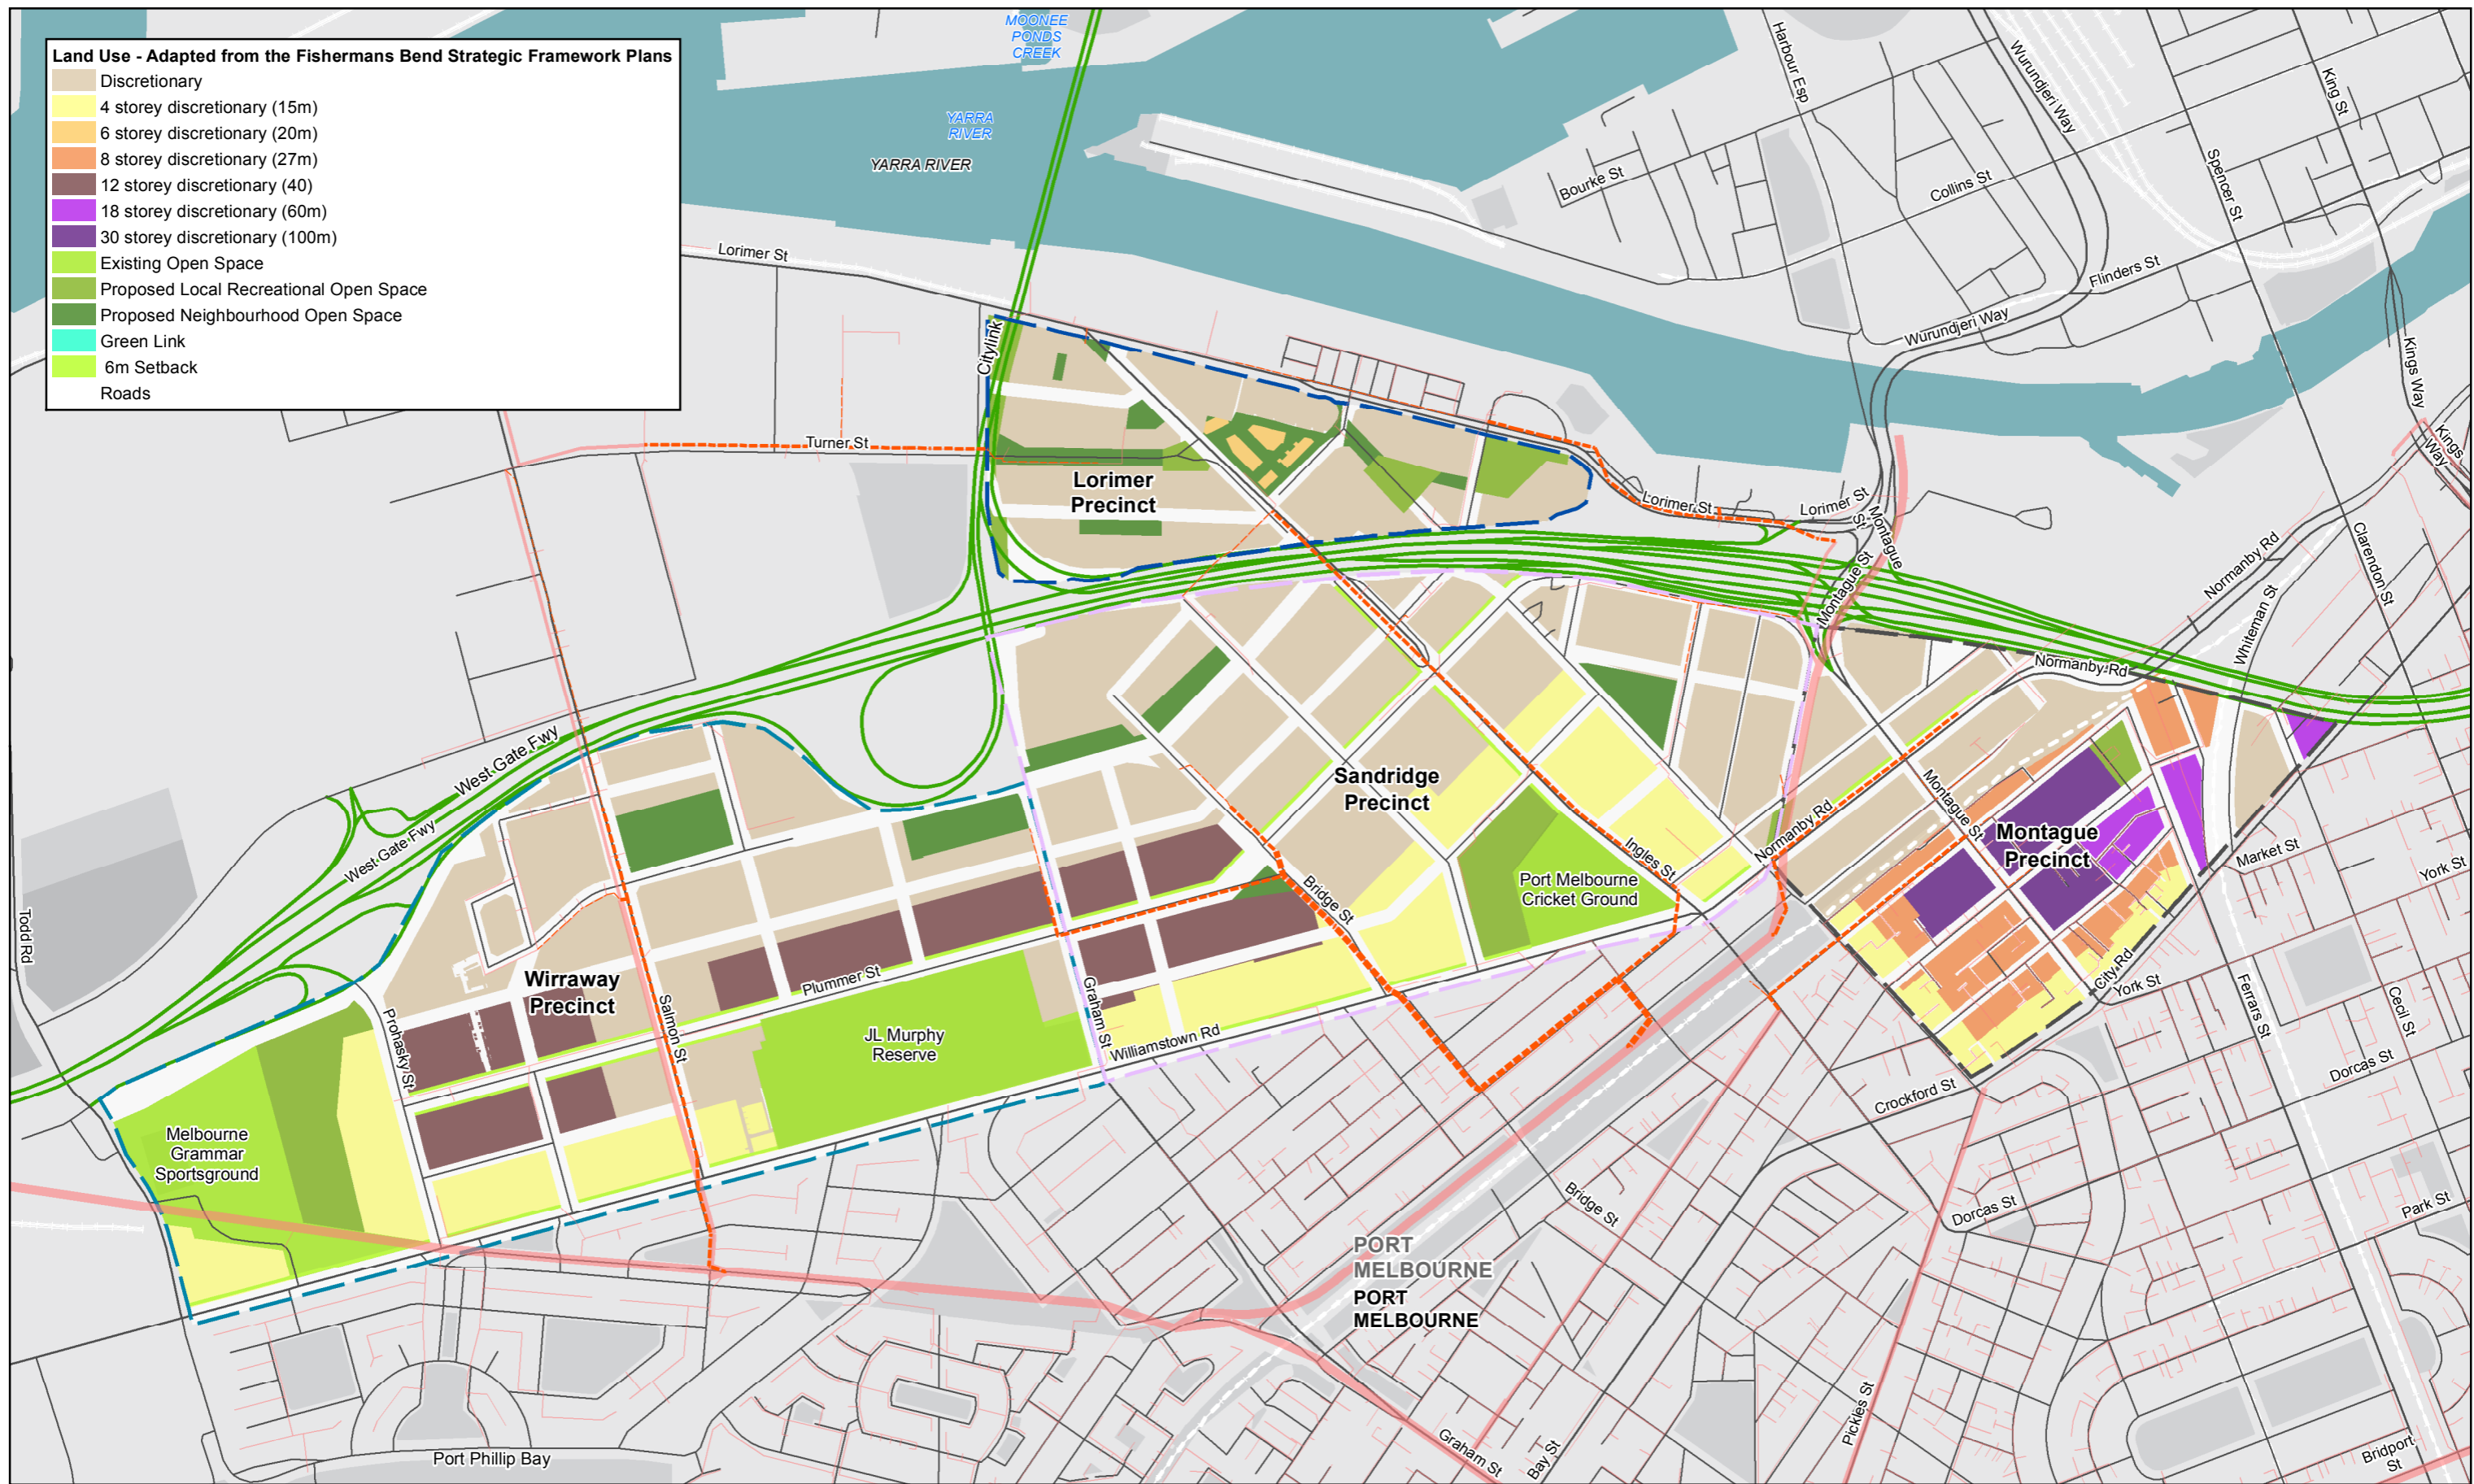 Land Use - Adapted from the Fishermans Bend Strategic Framework Plans
Discretionary
4 storey discretionary (15m)
6 storey discretionary (20m)
8 storey discretionary (27m)
12 storey discretionary (40)
18 storey discretionary (60m)
30 storey discretionary (100m)
Existing Open Space
Proposed Local Recreational Open Space
Proposed Neighbourhood Open Space
Green Link
6m Setback
Roads
MOONEE
PONDS
CREEK
YARRA
RIVER
YARRA RIVER
Harbour Esp
Wurundjeri Way
King St
Spencer St
Bourke St
Collins St
Flinders St
Wurundjeri Way
Kings Way
Kings
Way
Lorimer St
Citylink
Turner St
Lorimer
Precinct
Lorimer St
Lorimer St
Montague
St
Montague St
Normanby Rd
Clarendon St
Whiteman St
Normanby Rd
West Gate Fwy
West Gate Fwy
Todd Rd
Sandridge
Precinct
Montague St
Montague
Precinct
Normanby Rd
Ingles St
Market St
York St
Port Melbourne
Cricket Ground
Bridge St
City Rd
York St
Ferrars St
Cecil St
Wirraway
Precinct
Plummer St
Salmon St
Graham St
Prohasky St
JL Murphy
Reserve
Williamstown Rd
Dorcas St
Crockford St
Melbourne
Grammar
Sportsground
Bridge St
Dorcas St
Park St
PORT
MELBOURNE
PORT
MELBOURNE
Pickles St
Graham St
Bay St
Bridport
St
Port Phillip Bay